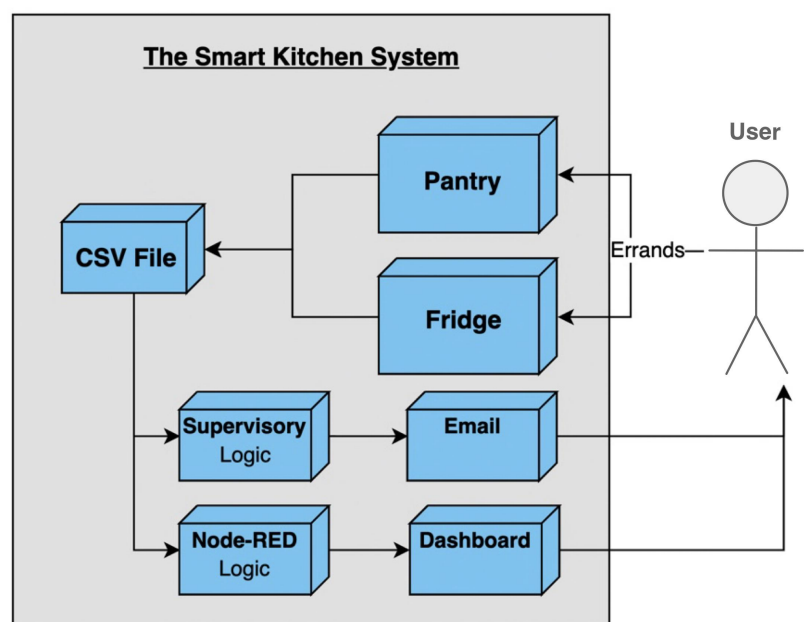 The Smart Kitchen System
User
Pantry
CSV File
Errands
Fridge
Supervisory
Logic
Email
Node-RED
Logic
Dashboard